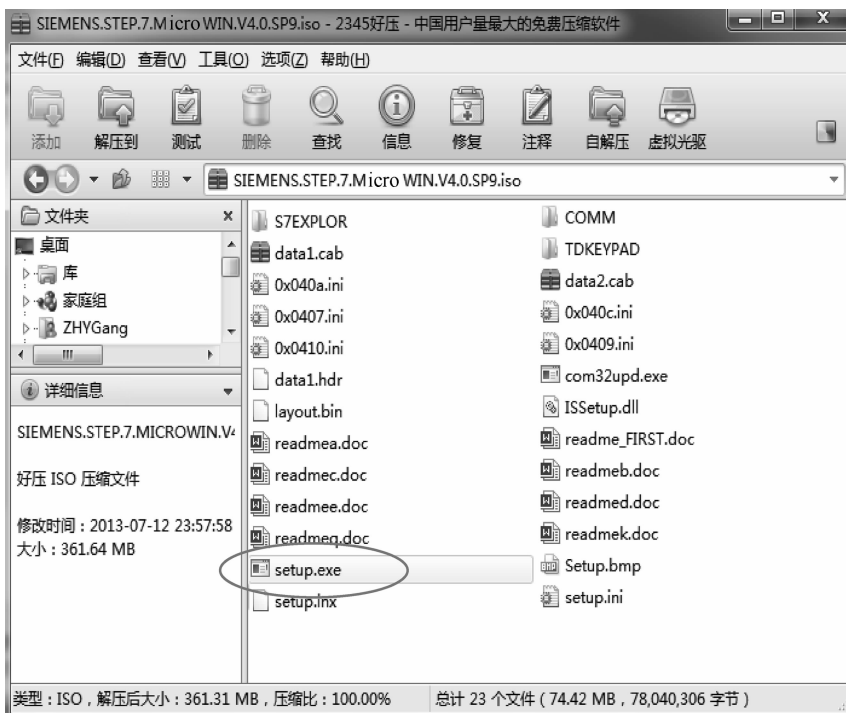 SIEMENS.STEP.7.Micro WIN.V4.0.SP9.iso - 2345好压 - 中国用户量最大的免费压缩软件
文件(F) 编辑(D) 查看(V) 工具(O) 选项(Z) 帮助(H)
添加 解压到 测试 删除 查找 信息 修复 注释 自解压 虚拟光驱
SIEMENS.STEP.7.Micro WIN.V4.0.SP9.iso
文件夹
桌面
库
家庭组
ZHYGang
详细信息
SIEMENS.STEP.7.MICROWIN.V4
好压 ISO 压缩文件
修改时间：2013-07-12 23:57:58
大小：361.64 MB
S7EXPLOR COMM
data1.cab TDKEYPAD
0x040a.ini data2.cab
0x0407.ini 0x040c.ini
0x0410.ini 0x0409.ini
data1.hdr com32upd.exe
layout.bin ISSetup.dll
readmea.doc readme_FIRST.doc
readmec.doc readmeb.doc
readmee.doc readmed.doc
readmeq.doc readmek.doc
setup.exe Setup.bmp
setup.inx setup.ini
类型：ISO，解压后大小：361.31 MB，压缩比：100.00% 总计 23 个文件（74.42 MB，78,040,306 字节）